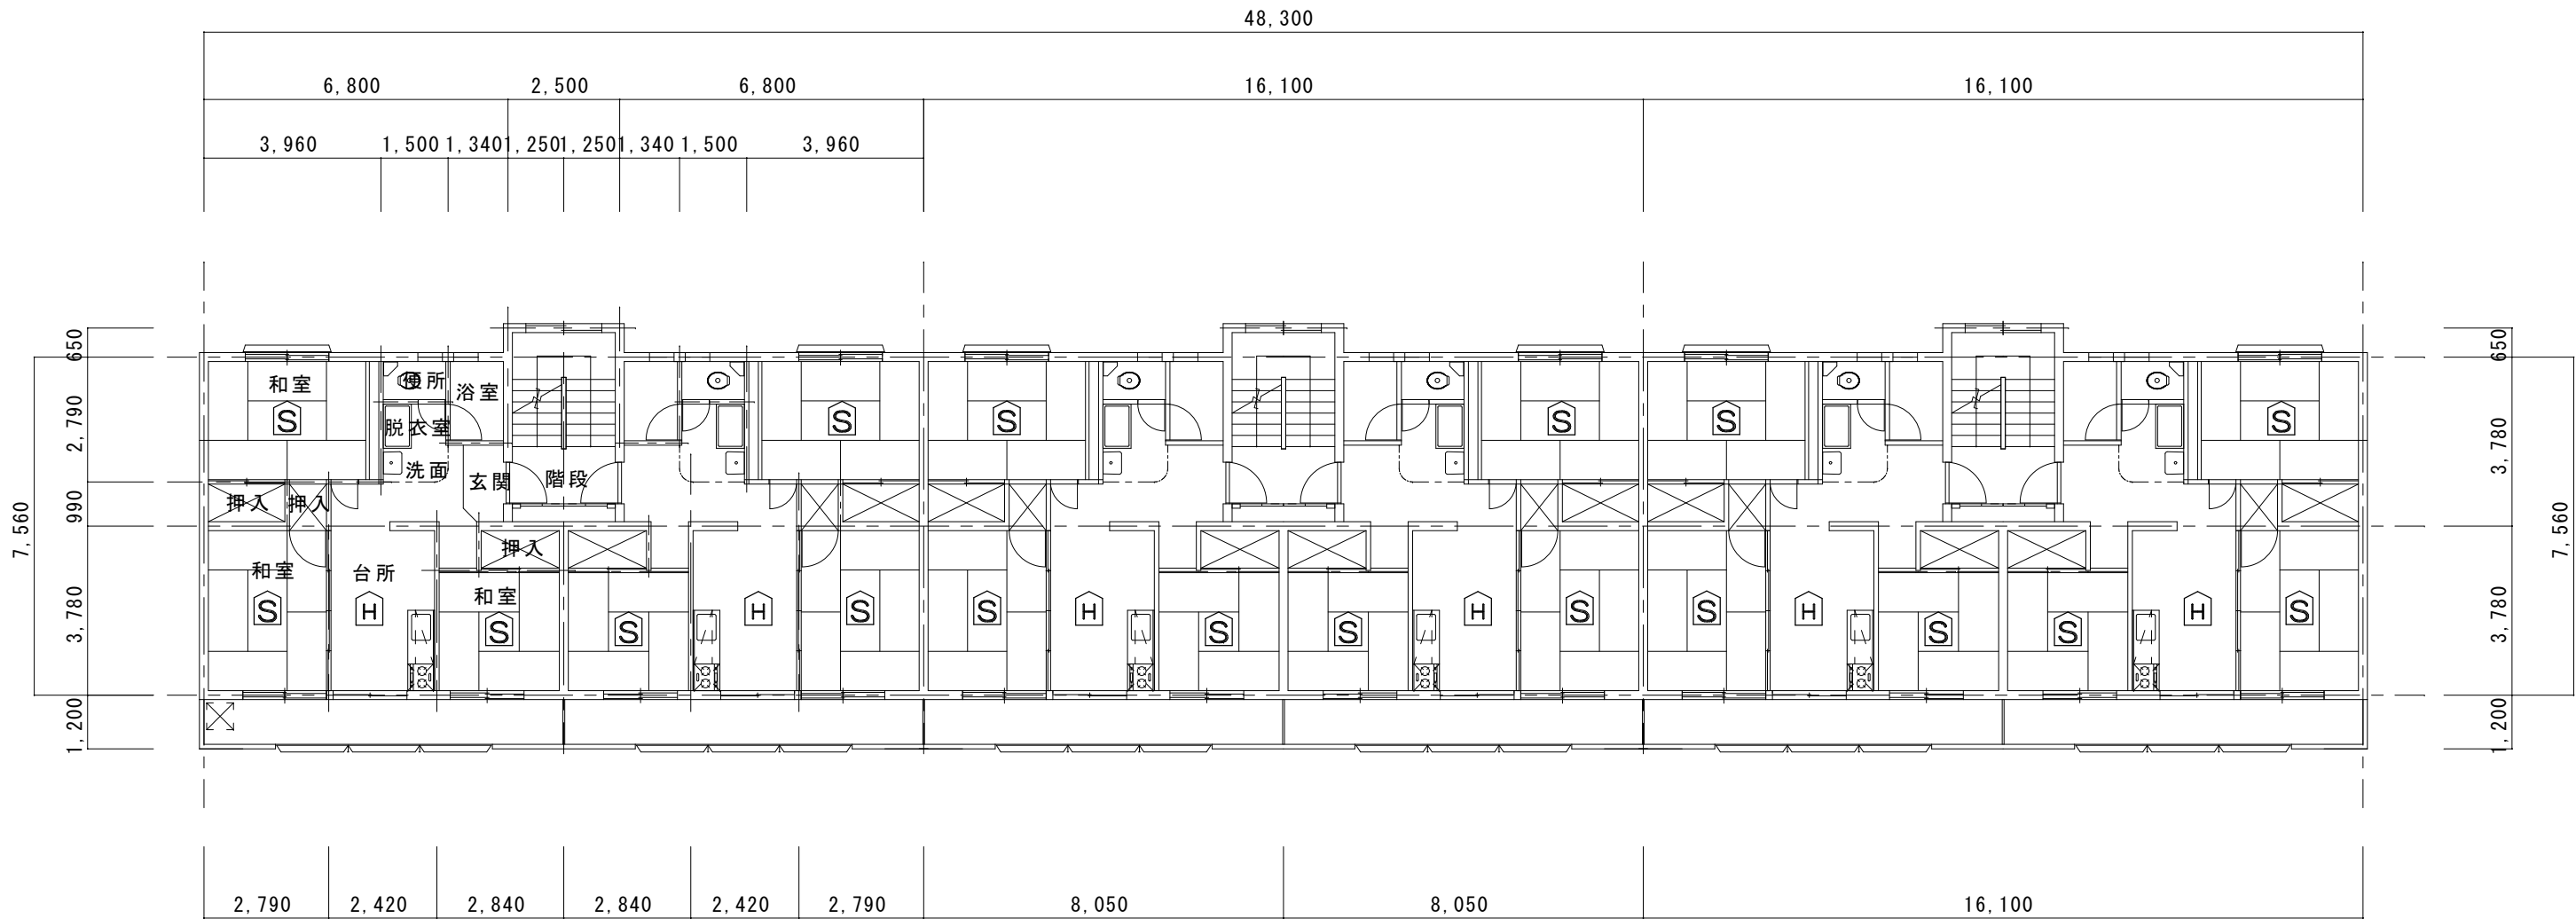 48,300
6,800 2,500 6,800 16,100 16,100
3,960 1,500 1,340 1,250 1,250 1,340 1,500 3,960
650 650
和室 便所 浴室
2,790 3,780
S S S S S S
脱衣室
洗面 玄関 階段
990
押入 押入
7,560 7,560
押入
和室 台所 和室
3,780 3,780
S H S S H S S H S S H S S H S S H S
1,200 1,200
2,790 2,420 2,840 2,840 2,420 2,790 8,050 8,050 16,100